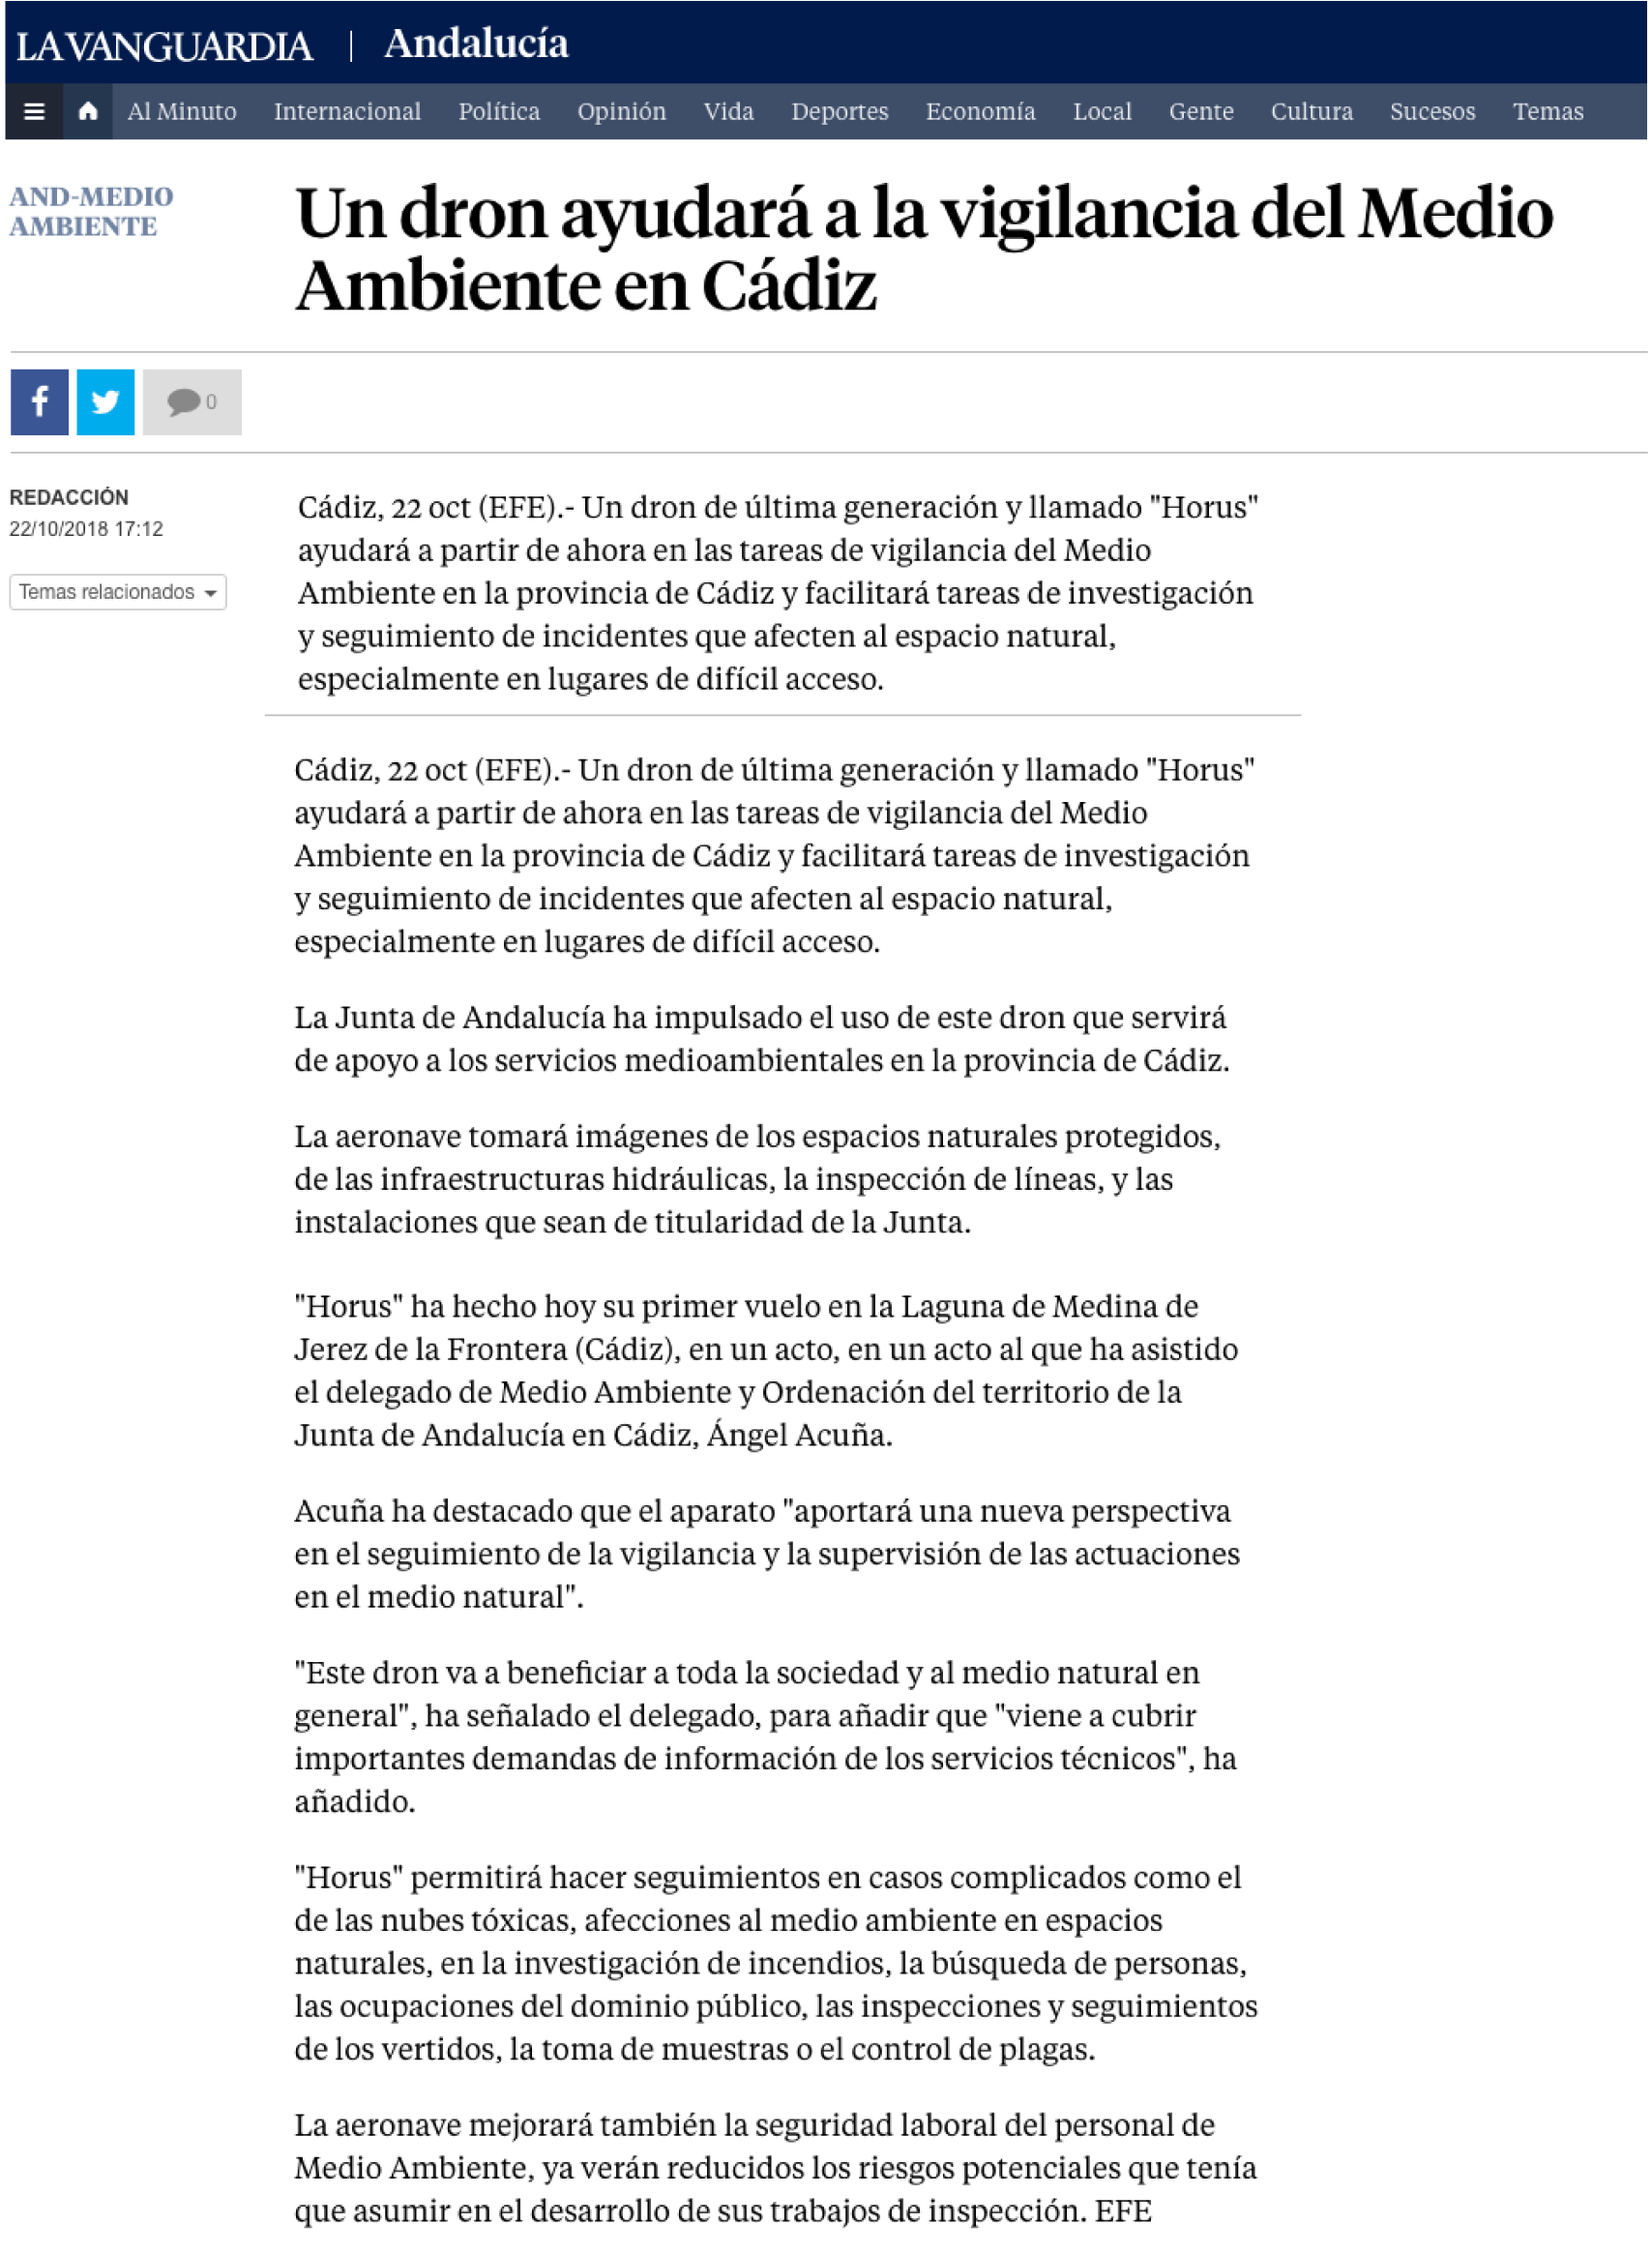 LA VANGUARDIA | Andalucía
Al Minuto Internacional Política Opinión Vida Deportes Economía Local Gente Cultura Sucesos Temas
AND-MEDIO
AMBIENTE
Un dron ayudará a la vigilancia del Medio
Ambiente en Cádiz
0
REDACCIÓN
22/10/2018 17:12
Temas relacionados
Cádiz, 22 oct (EFE).- Un dron de última generación y llamado "Horus"
ayudará a partir de ahora en las tareas de vigilancia del Medio
Ambiente en la provincia de Cádiz y facilitará tareas de investigación
y seguimiento de incidentes que afecten al espacio natural,
especialmente en lugares de difícil acceso.
Cádiz, 22 oct (EFE).- Un dron de última generación y llamado "Horus"
ayudará a partir de ahora en las tareas de vigilancia del Medio
Ambiente en la provincia de Cádiz y facilitará tareas de investigación
y seguimiento de incidentes que afecten al espacio natural,
especialmente en lugares de difícil acceso.
La Junta de Andalucía ha impulsado el uso de este dron que servirá
de apoyo a los servicios medioambientales en la provincia de Cádiz.
La aeronave tomará imágenes de los espacios naturales protegidos,
de las infraestructuras hidráulicas, la inspección de líneas, y las
instalaciones que sean de titularidad de la Junta.
"Horus" ha hecho hoy su primer vuelo en la Laguna de Medina de
Jerez de la Frontera (Cádiz), en un acto, en un acto al que ha asistido
el delegado de Medio Ambiente y Ordenación del territorio de la
Junta de Andalucía en Cádiz, Ángel Acuña.
Acuña ha destacado que el aparato "aportará una nueva perspectiva
en el seguimiento de la vigilancia y la supervisión de las actuaciones
en el medio natural".
"Este dron va a beneficiar a toda la sociedad y al medio natural en
general", ha señalado el delegado, para añadir que "viene a cubrir
importantes demandas de información de los servicios técnicos", ha
añadido.
"Horus" permitirá hacer seguimientos en casos complicados como el
de las nubes tóxicas, afecciones al medio ambiente en espacios
naturales, en la investigación de incendios, la búsqueda de personas,
las ocupaciones del dominio público, las inspecciones y seguimientos
de los vertidos, la toma de muestras o el control de plagas.
La aeronave mejorará también la seguridad laboral del personal de
Medio Ambiente, ya verán reducidos los riesgos potenciales que tenía
que asumir en el desarrollo de sus trabajos de inspección. EFE